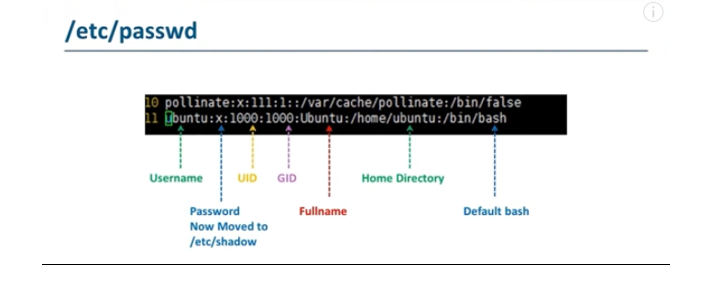 /etc/passwd
10 pollinate:x:111:1::/var/cache/pollinate:/bin/false
11 ubuntu:x:1000:1000:Ubuntu:/home/ubuntu:/bin/bash
Username UID GID Home Directory
Password Fullname Default bash
Now Moved to
/etc/shadow